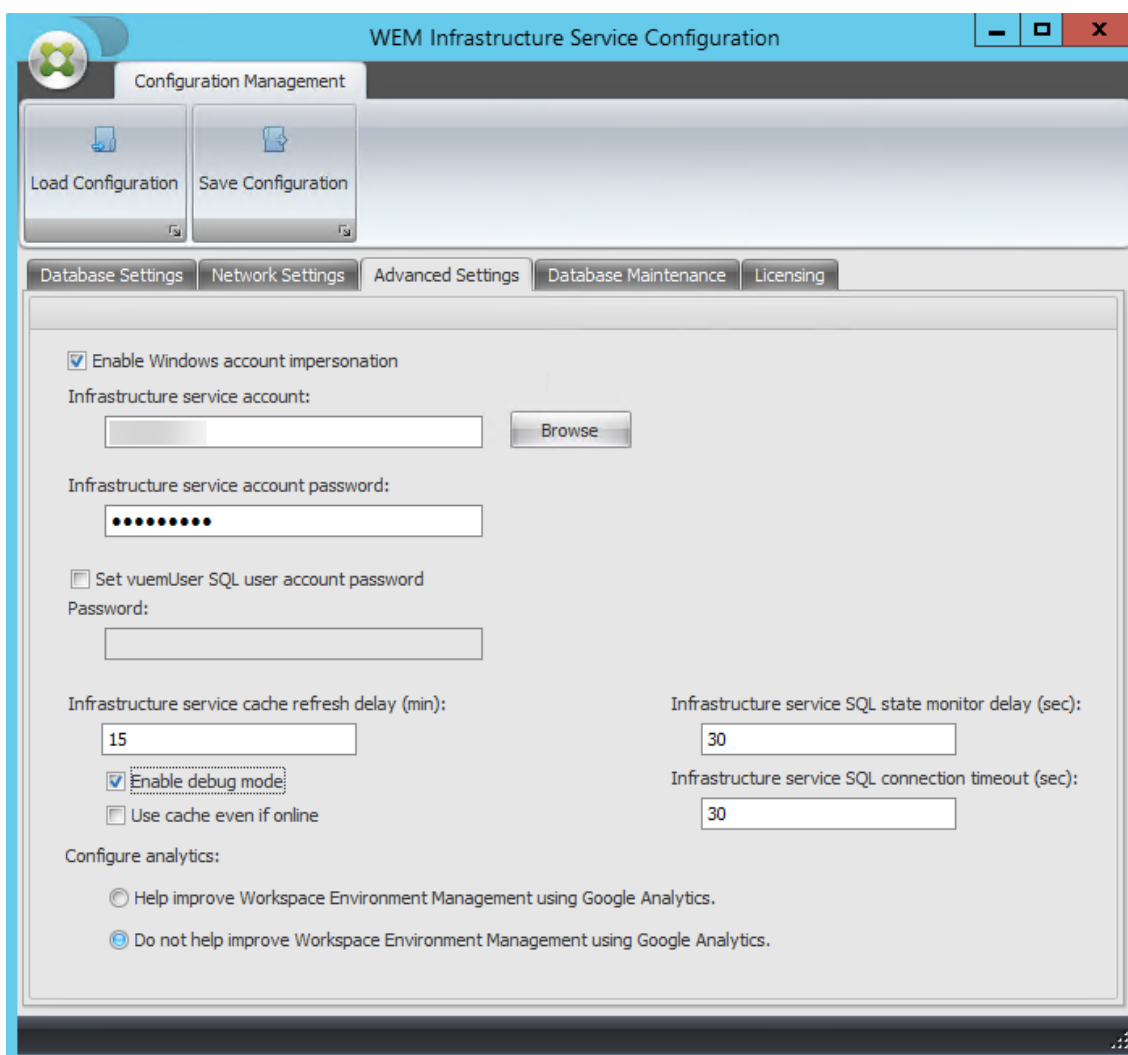 WEM Infrastructure Service Configuration
Configuration Management
Load Configuration Save Configuration
Database Settings Network Settings Advanced Settings Database Maintenance Licensing
Enable Windows account impersonation
Infrastructure service account:
Browse
Infrastructure service account password:
•••••••••
Set vuemUser SQL user account password
Password:
Infrastructure service cache refresh delay (min): Infrastructure service SQL state monitor delay (sec):
15 30
Enable debug mode Infrastructure service SQL connection timeout (sec):
Use cache even if online 30
Configure analytics:
Help improve Workspace Environment Management using Google Analytics.
Do not help improve Workspace Environment Management using Google Analytics.